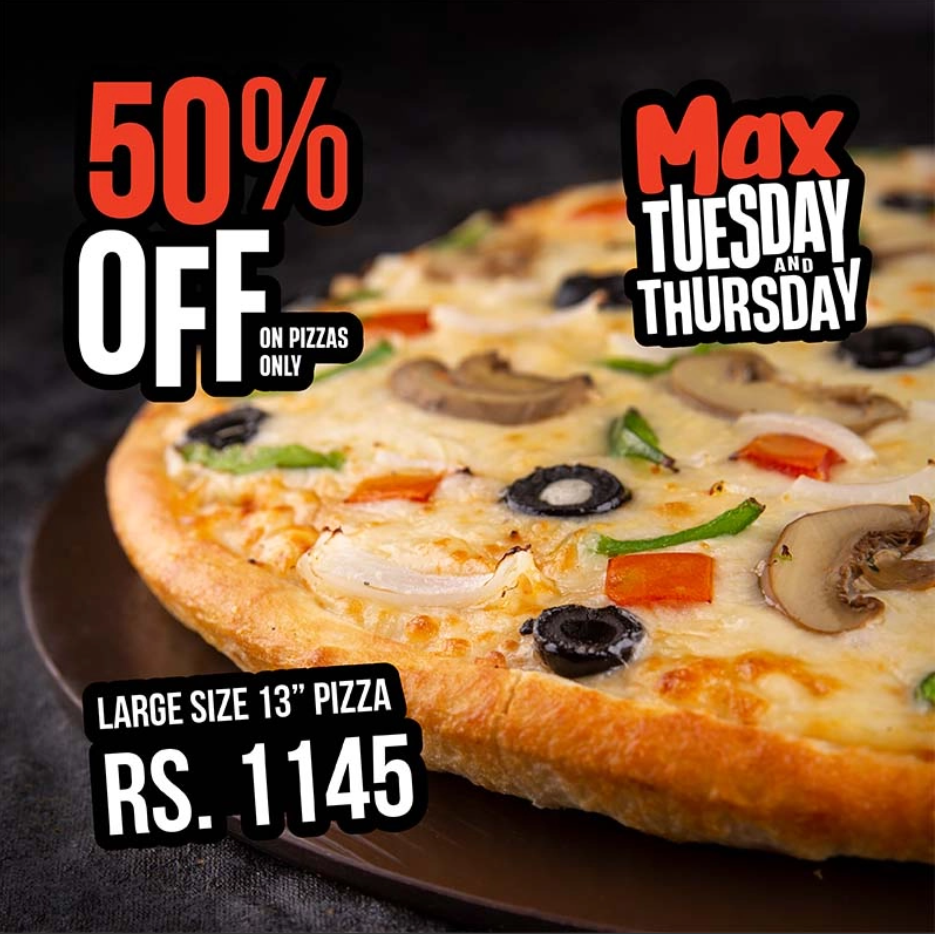 50%
OFF
ON PIZZAS
ONLY
Max
TUESDAY
AND
THURSDAY
LARGE SIZE 13” PIZZA
RS. 1145